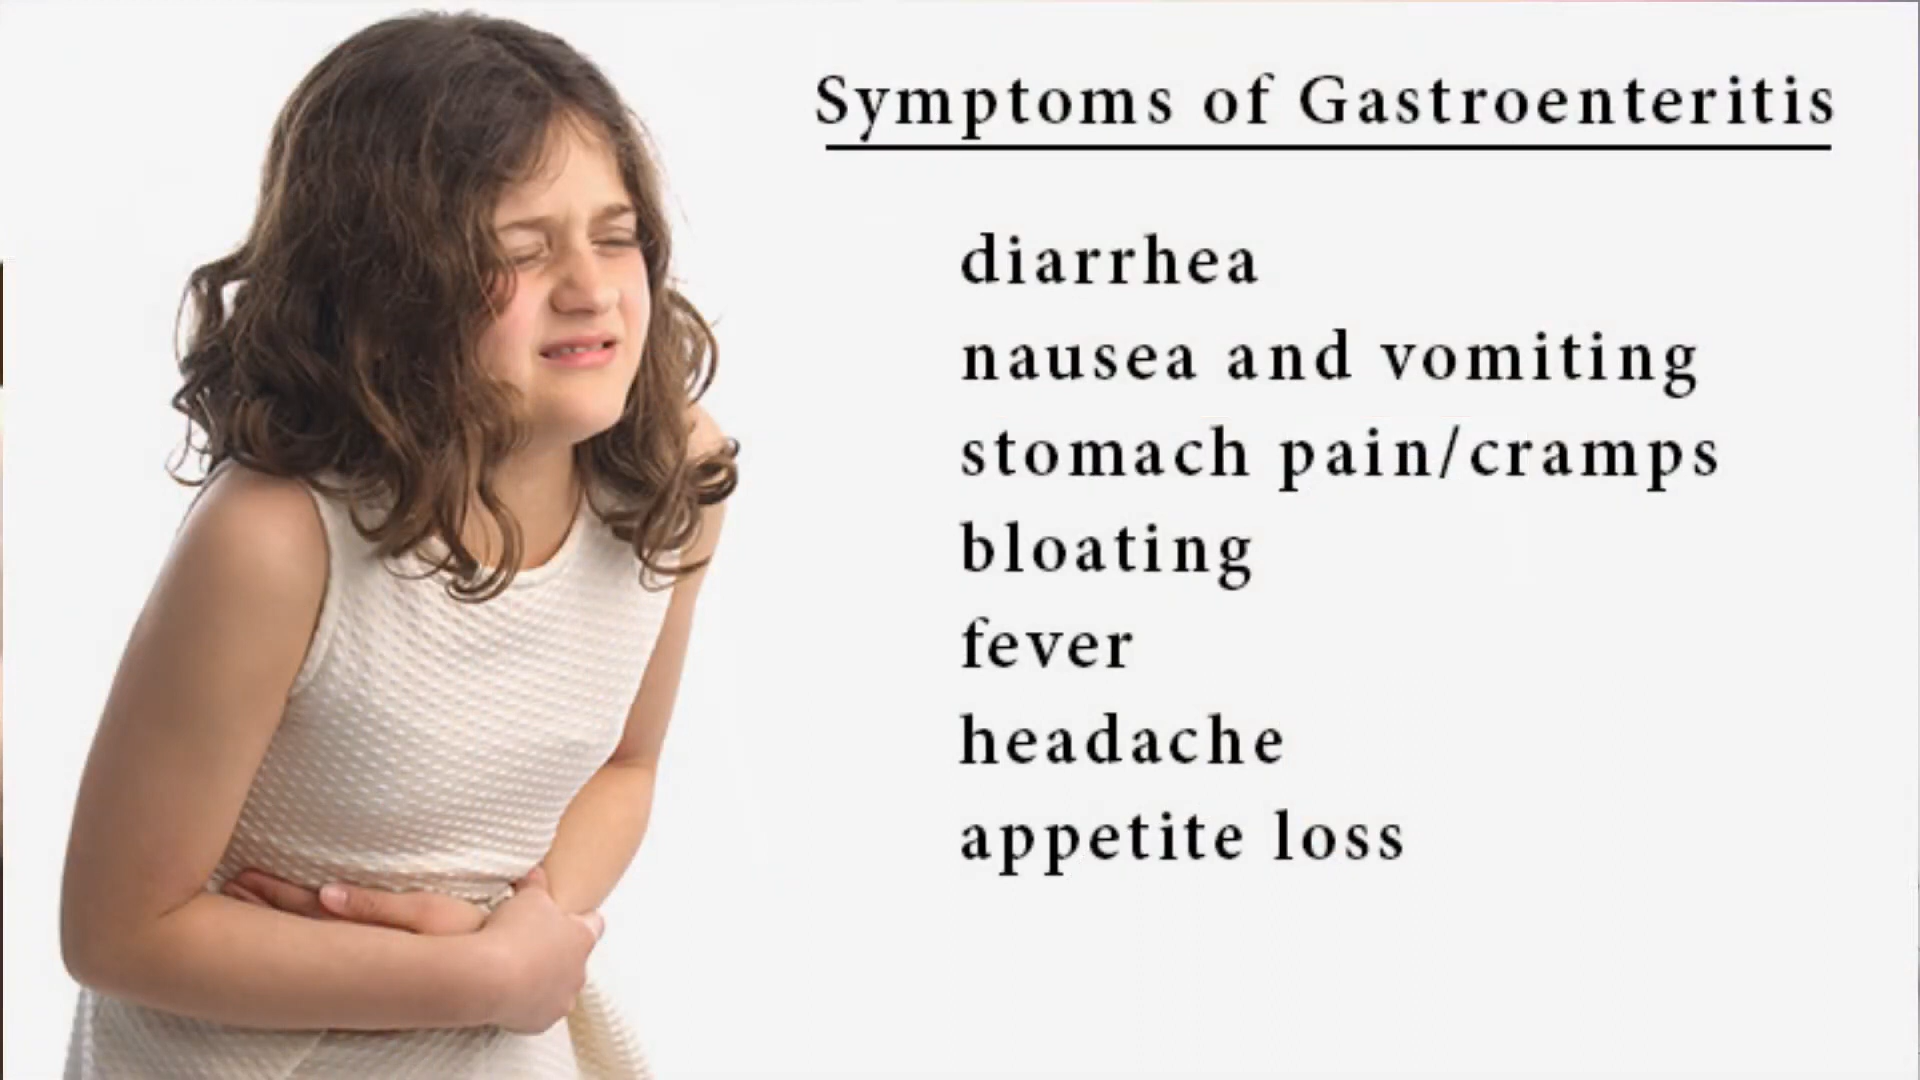 Symptoms of Gastroenteritis
diarrhea
nausea and vomiting
stomach pain/cramps
bloating
fever
headache
appetite loss